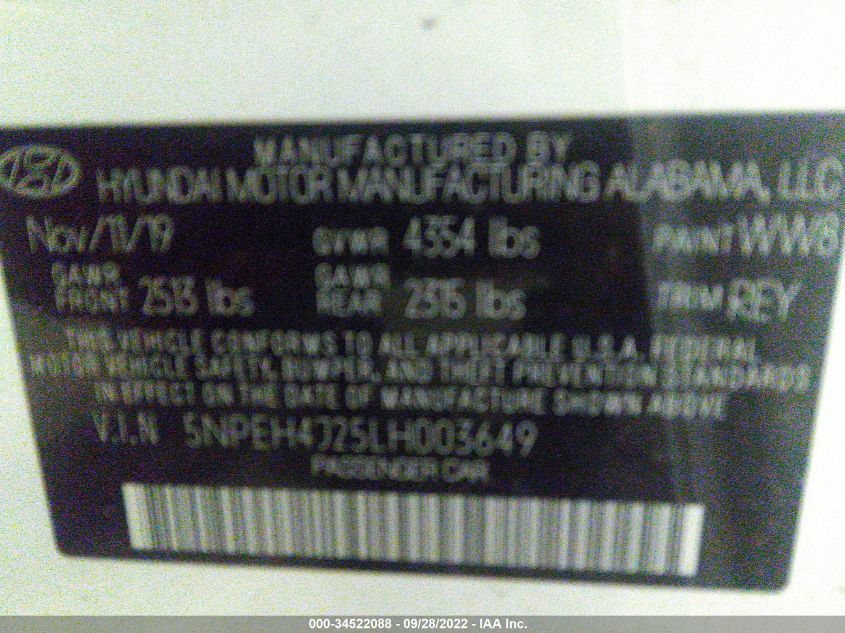 MANUFACTURED BY
HYUNDAI MOTOR MANUFACTURING ALABAMA, LLC
Nov/11/19 GVWR 4354 lbs PAINT WW8
GAWR FRONT 2513 lbs GAWR REAR 2315 lbs TRIM REY
THIS VEHICLE CONFORMS TO ALL APPLICABLE U.S.A. FEDERAL
MOTOR VEHICLE SAFETY, BUMPER, AND THEFT PREVENTION STANDARDS
IN EFFECT ON THE DATE OF MANUFACTURE SHOWN ABOVE
V.I.N 5NPEH4J25LH003649
PASSENGER CAR
000-34522088 - 09/28/2022 - IAA Inc.